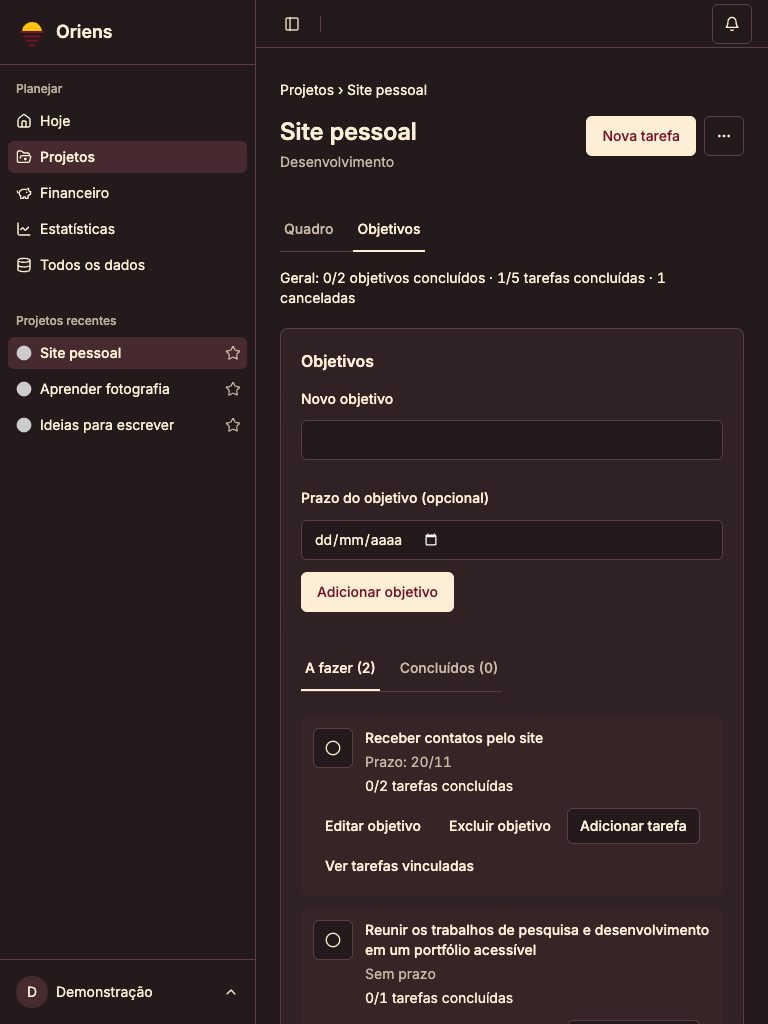 Oriens
Planejar
Hoje
Projetos
Financeiro
Estatísticas
Todos os dados
Projetos recentes
Site pessoal
Aprender fotografia
Ideias para escrever
D Demonstração
Projetos › Site pessoal
Site pessoal
Desenvolvimento
Nova tarefa
Quadro Objetivos
Geral: 0/2 objetivos concluídos · 1/5 tarefas concluídas · 1
canceladas
Objetivos
Novo objetivo
Prazo do objetivo (opcional)
dd/mm/aaaa
Adicionar objetivo
A fazer (2) Concluídos (0)
Receber contatos pelo site
Prazo: 20/11
0/2 tarefas concluídas
Editar objetivo Excluir objetivo Adicionar tarefa
Ver tarefas vinculadas
Reunir os trabalhos de pesquisa e desenvolvimento
em um portfólio acessível
Sem prazo
0/1 tarefas concluídas